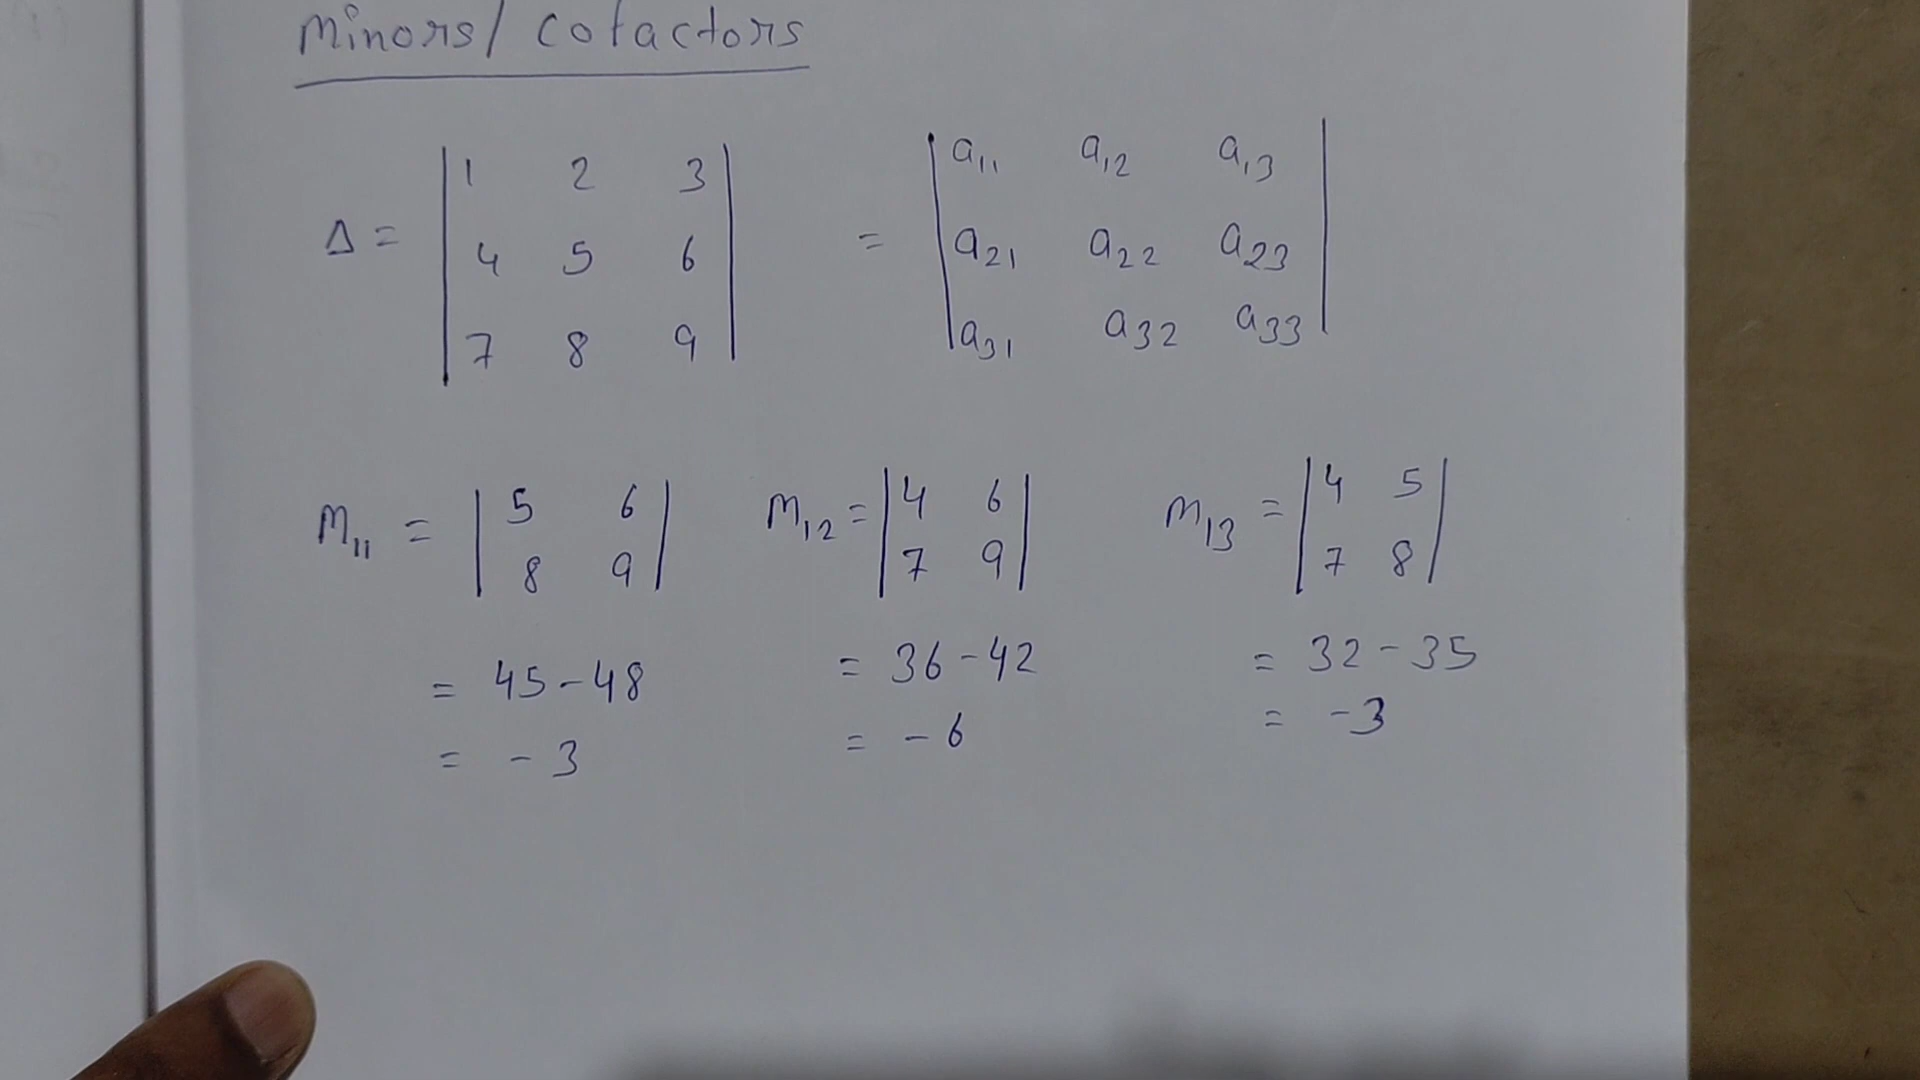 Minors/ Cofactors
Δ = | 1 2 3 | = | a₁₁ a₁₂ a₁₃ |
| 4 5 6 | | a₂₁ a₂₂ a₂₃ |
| 7 8 9 | | a₃₁ a₃₂ a₃₃ |
M₁₁ = | 5 6 | M₁₂ = | 4 6 | M₁₃ = | 4 5 |
| 8 9 | | 7 9 | | 7 8 |
= 45 - 48 = 36 - 42 = 32 - 35
= - 3 = - 6 = - 3